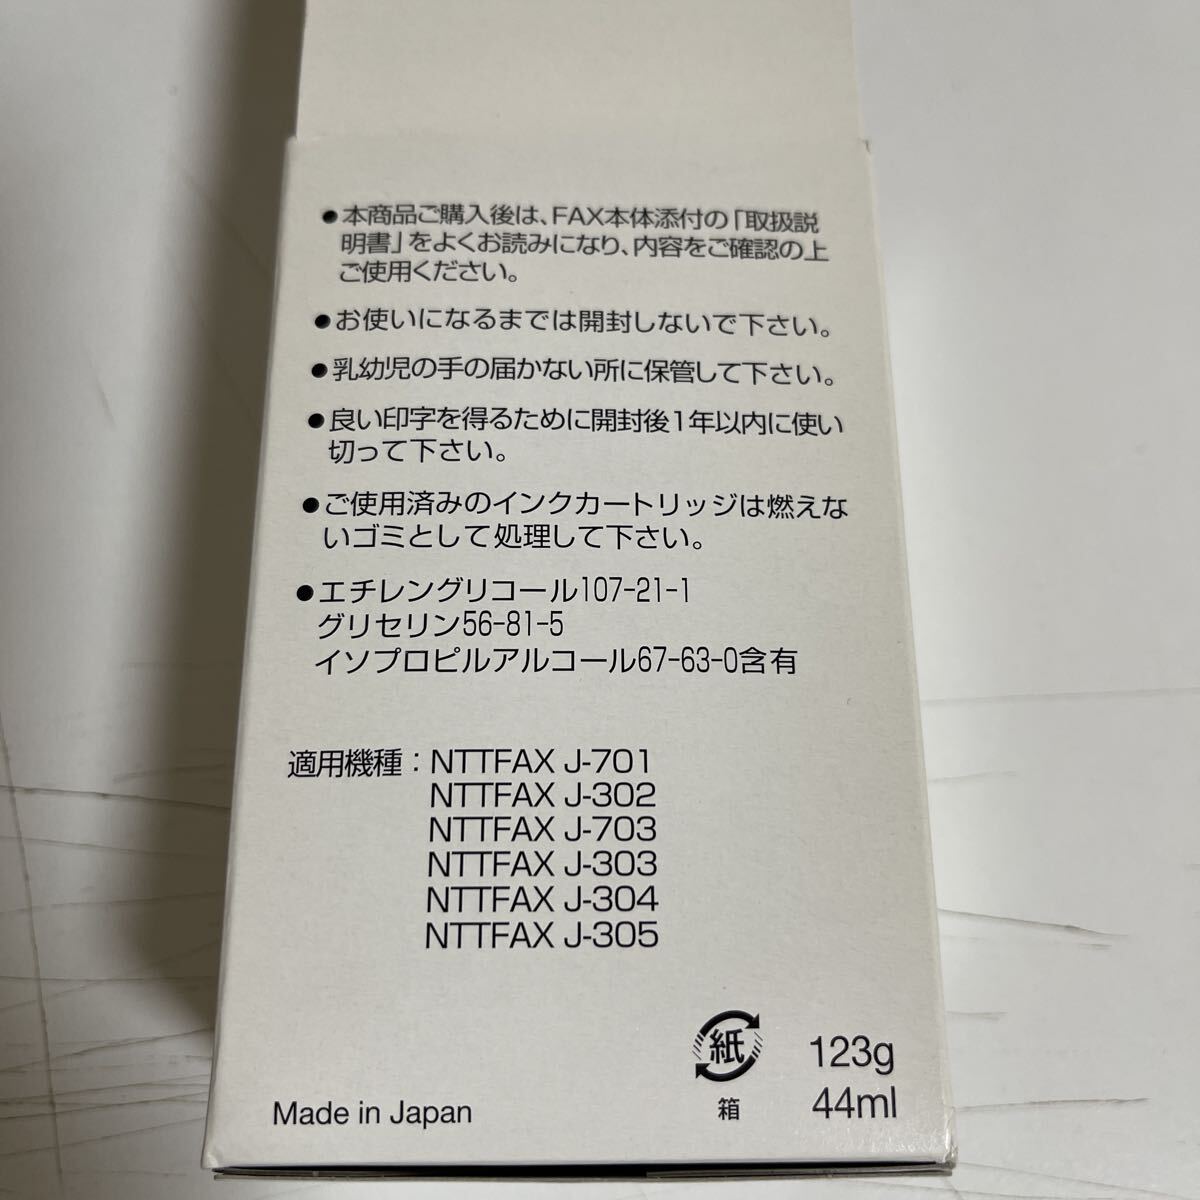 ●本商品ご購入後は、FAX本体添付の「取扱説
明書」をよくお読みになり、内容をご確認の上
ご使用ください。
●お使いになるまでは開封しないで下さい。
●乳幼児の手の届かない所に保管して下さい。
●良い印字を得るために開封後1年以内に使い
切って下さい。
●ご使用済みのインクカートリッジは燃えな
いゴミとして処理して下さい。
●エチレングリコール107-21-1
グリセリン56-81-5
イソプロピルアルコール67-63-0含有
適用機種：NTTFAX J-701
NTTFAX J-302
NTTFAX J-703
NTTFAX J-303
NTTFAX J-304
NTTFAX J-305
紙
箱
123g
44ml
Made in Japan